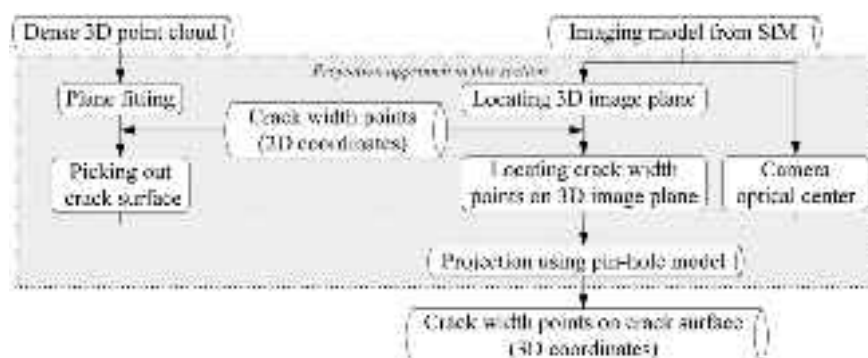 Dense 3D point cloud
Imaging model from SfM
Projection approach in this section
Plane fitting
Locating 3D image plane
Crack width points
(2D coordinates)
Picking out
crack surface
Locating crack width
points on 3D image plane
Camera
optical center
Projection using pin-hole model
Crack width points on crack surface
(3D coordinates)